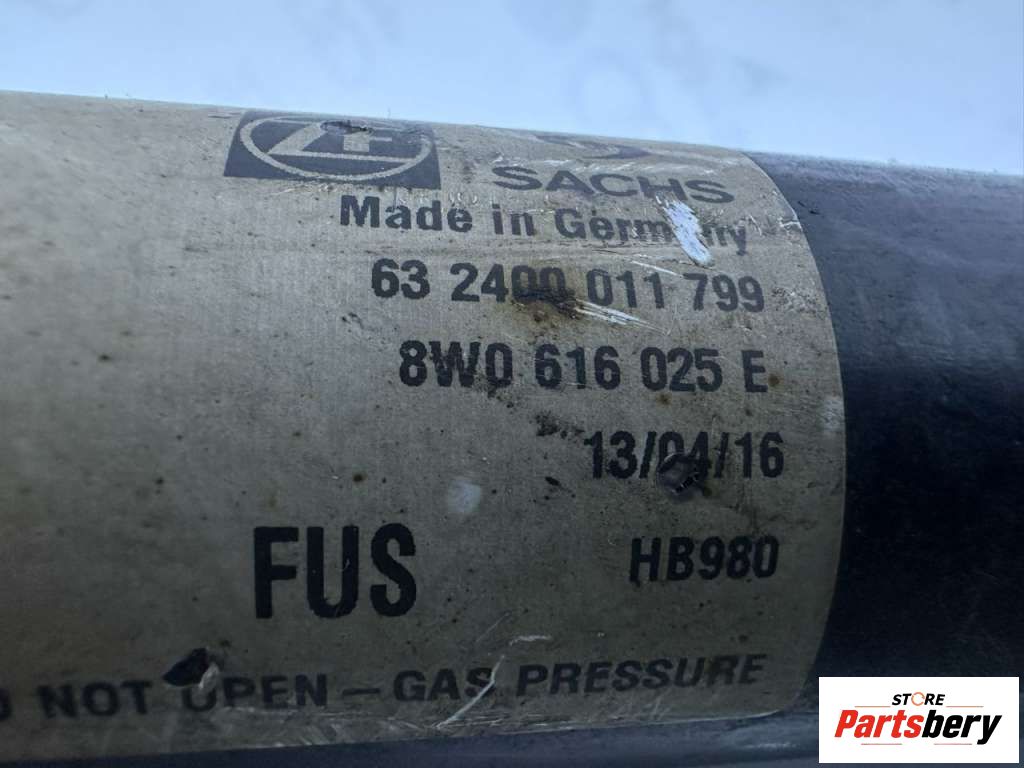 ZF
SACHS
Made in Germany
63 2400 011 799
8W0 616 025 E
13/04/16
FUS
HB980
NOT OPEN – GAS PRESSURE
STORE
Partsbery